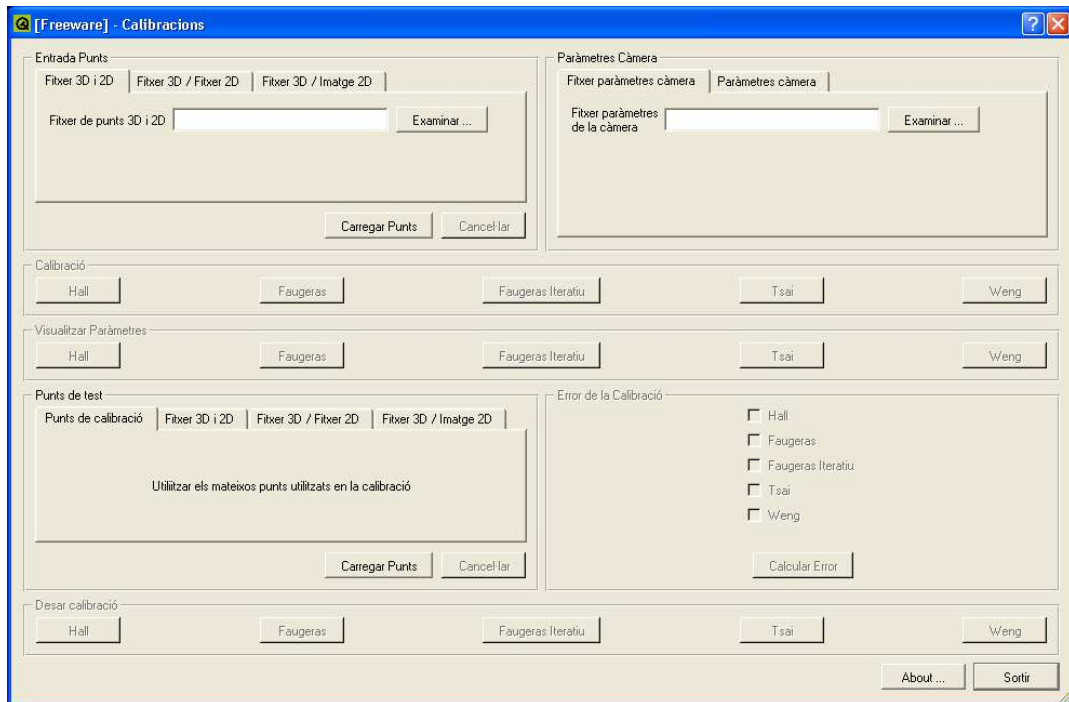 [Freeware] - Calibracions
Entrada Punts
Fitxer 3D i 2D
Fitxer 3D / Fitxer 2D
Fitxer 3D / Imatge 2D
Fitxer de punts 3D i 2D
Examinar ...
Carregar Punts
Cancel·lar
Paràmetres Càmera
Fitxer paràmetres càmera
Paràmetres càmera
Fitxer paràmetres
de la càmera
Examinar ...
Calibració
Hall
Faugeras
Faugeras Iteratiu
Tsai
Weng
Visualitzar Paràmetres
Hall
Faugeras
Faugeras Iteratiu
Tsai
Weng
Punts de test
Punts de calibració
Fitxer 3D i 2D
Fitxer 3D / Fitxer 2D
Fitxer 3D / Imatge 2D
Utiliitzar els mateixos punts utilitzats en la calibració
Carregar Punts
Cancel·lar
Error de la Calibració
Hall
Faugeras
Faugeras Iteratiu
Tsai
Weng
Calcular Error
Desar calibració
Hall
Faugeras
Faugeras Iteratiu
Tsai
Weng
About ...
Sortir